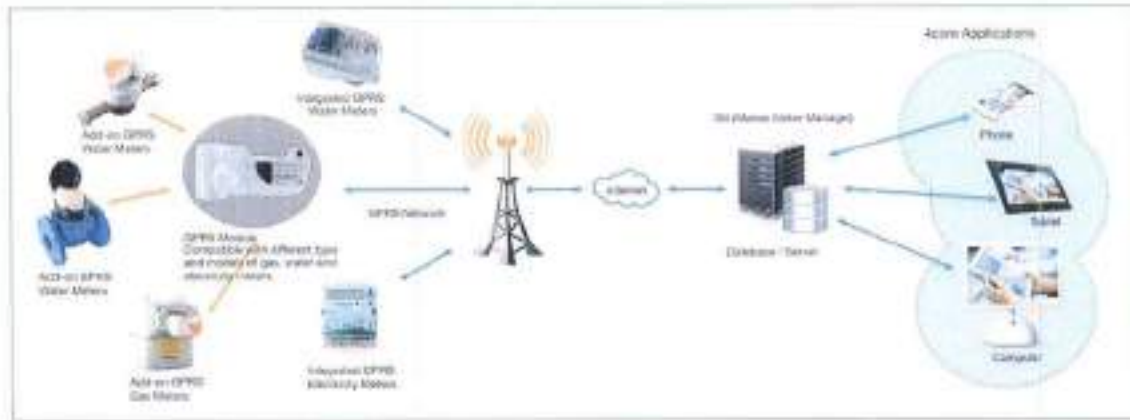 Integrated GPRS
Water Meters
Add-on GPRS
Water Meters
GPRS Network
GPRS Module
Compatible with different type
and models of gas, water and
electricity meters
Add-on GPRS
Water Meters
Add-on GPRS
Gas Meters
Integrated GPRS
Electricity Meters
Internet
Meter Manager)
Database / Server
Applications
Phone
Tablet
Computer